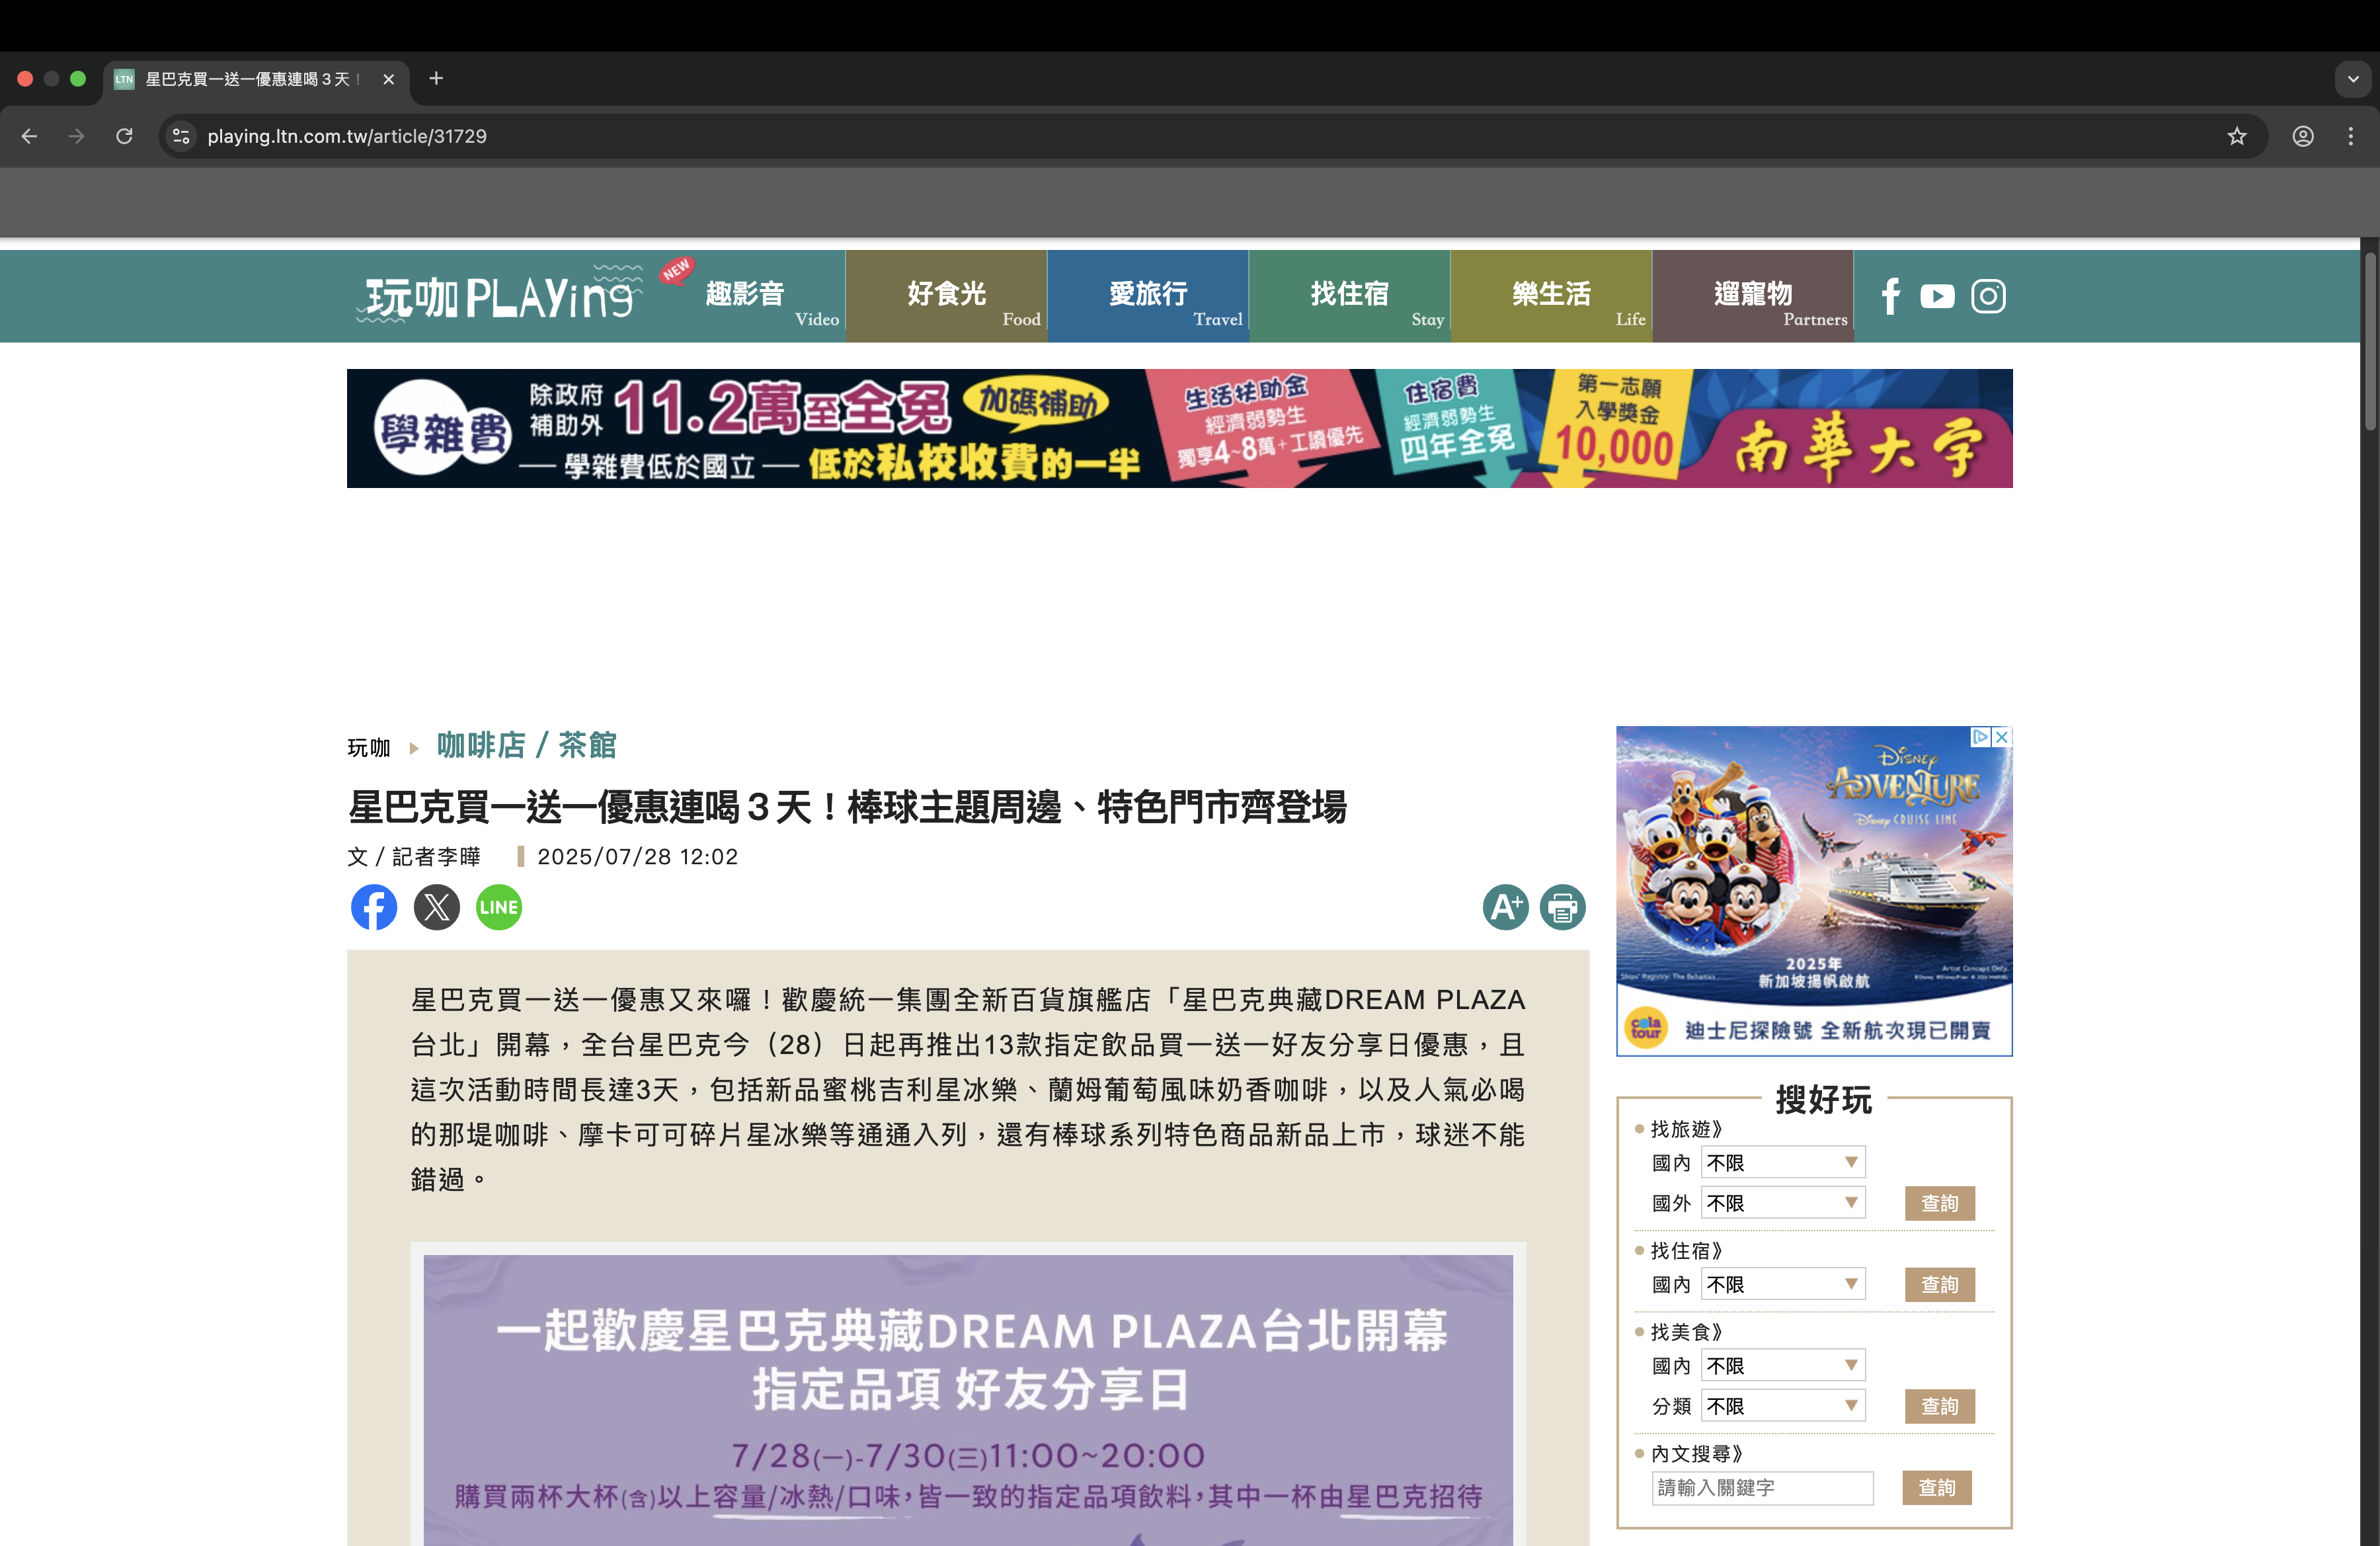 LTN 星巴克買一送一優惠連喝３天！
playing.ltn.com.tw/article/31729
玩咖 PLAYing
NEW
趣影音 Video
好食光 Food
愛旅行 Travel
找住宿 Stay
樂生活 Life
遛寵物 Partners
學雜費
除政府補助外 11.2萬至全免 加碼補助
學雜費低於國立 低於私校收費的一半
生活扶助金
經濟弱勢生
獨享4~8萬+工讀優先
住宿費
經濟弱勢生
四年全免
第一志願
入學獎金
10,000
南華大学
玩咖 咖啡店 / 茶館
星巴克買一送一優惠連喝３天！棒球主題周邊、特色門市齊登場
文 / 記者李曄 2025/07/28 12:02
LINE
A+
星巴克買一送一優惠又來囉！歡慶統一集團全新百貨旗艦店「星巴克典藏DREAM PLAZA
台北」開幕，全台星巴克今（28）日起再推出13款指定飲品買一送一好友分享日優惠，且
這次活動時間長達3天，包括新品蜜桃吉利星冰樂、蘭姆葡萄風味奶香咖啡，以及人氣必喝
的那堤咖啡、摩卡可可碎片星冰樂等通通入列，還有棒球系列特色商品新品上市，球迷不能
錯過。
一起歡慶星巴克典藏DREAM PLAZA台北開幕
指定品項 好友分享日
7/28(一)-7/30(三)11:00~20:00
購買兩杯大杯(含)以上容量/冰熱/口味，皆一致的指定品項飲料，其中一杯由星巴克招待
Disney
ADVENTURE
Disney CRUISE LINE
2025年
新加坡揚帆啟航
Ships' Registry: The Bahamas
Artist Concept Only.
cola tour
迪士尼探險號 全新航次現已開賣
搜好玩
找旅遊》
國內 不限
國外 不限 查詢
找住宿》
國內 不限 查詢
找美食》
國內 不限
分類 不限 查詢
內文搜尋》
請輸入關鍵字 查詢